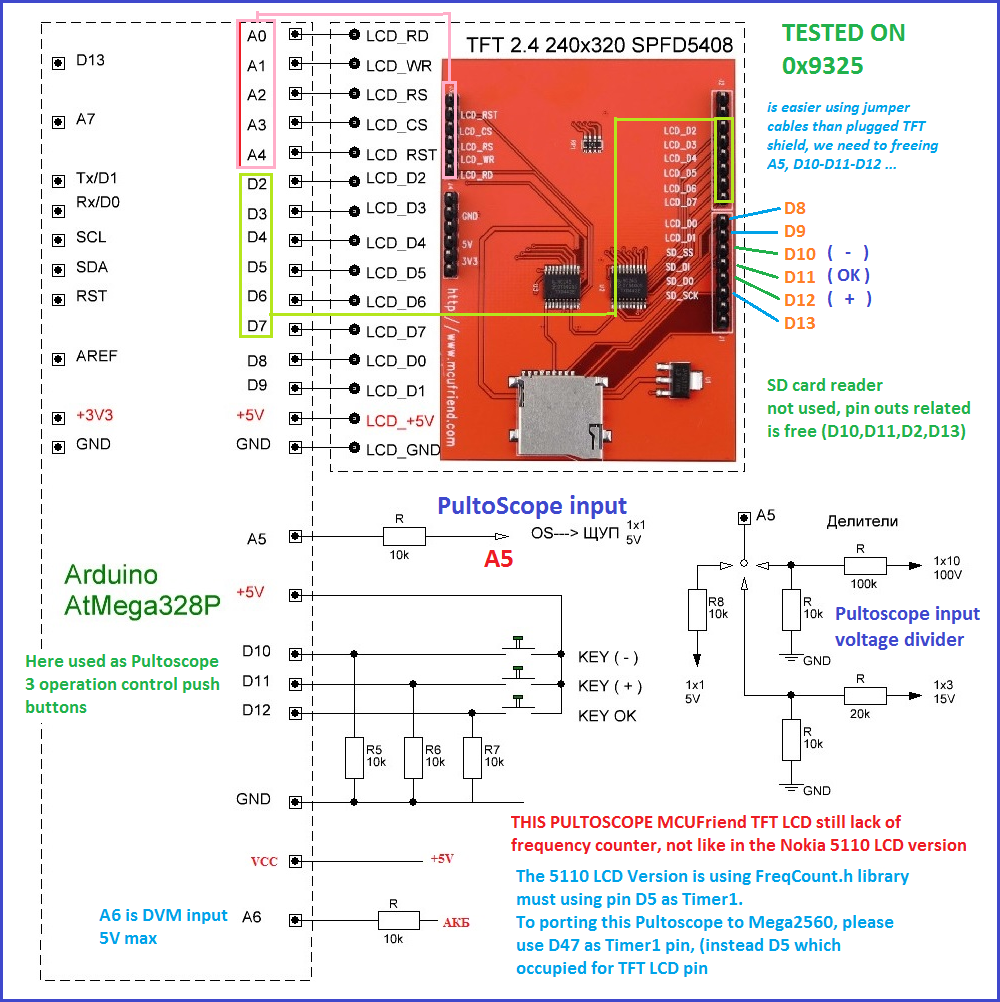 D13
A7
Tx/D1
Rx/D0
SCL
SDA
RST
AREF
+3V3
GND
A0
A1
A2
A3
A4
D2
D3
D4
D5
D6
D7
D8
D9
+5V
GND
LCD_RD
LCD_WR
LCD_RS
LCD_CS
LCD RST
LCD_D2
LCD_D3
LCD_D4
LCD_D5
LCD_D6
LCD_D7
LCD_D0
LCD_D1
LCD_+5V
LCD_GND
TFT 2.4 240x320 SPFD5408
LCD_RST
LCD_CS
LCD_RS
LCD_WR
LCD_RD
GND
5V
3V3
http://www.mcufriend.com
LCD_D2
LCD_D3
LCD_D4
LCD_D5
LCD_D6
LCD_D7
LCD_D0
LCD_D1
SD_SS
SD_DI
SD_DO
SD_SCK
TESTED ON
0x9325
is easier using jumper
cables than plugged TFT
shield, we need to freeing
A5, D10-D11-D12 ...
D8
D9
D10 ( - )
D11 ( OK )
D12 ( + )
D13
SD card reader
not used, pin outs related
is free (D10,D11,D2,D13)
PultoScope input
A5
R
10k
OS---> ЩУП
1x1
5V
A5
Arduino
AtMega328P
+5V
D10
D11
D12
KEY ( - )
KEY ( + )
KEY OK
Here used as Pultoscope
3 operation control push
buttons
R5
10k
R6
10k
R7
10k
GND
A5
Делители
R8
10k
1x1
5V
R
100k
1x10
100V
R
10k
GND
Pultoscope input
voltage divider
R
20k
1x3
15V
R
10k
GND
THIS PULTOSCOPE MCUFriend TFT LCD still lack of
frequency counter, not like in the Nokia 5110 LCD version
VCC
+5V
The 5110 LCD Version is using FreqCount.h library
must using pin D5 as Timer1.
To porting this Pultoscope to Mega2560, please
use D47 as Timer1 pin, (instead D5 which
occupied for TFT LCD pin
A6 is DVM input
5V max
A6
R
10k
АКБ